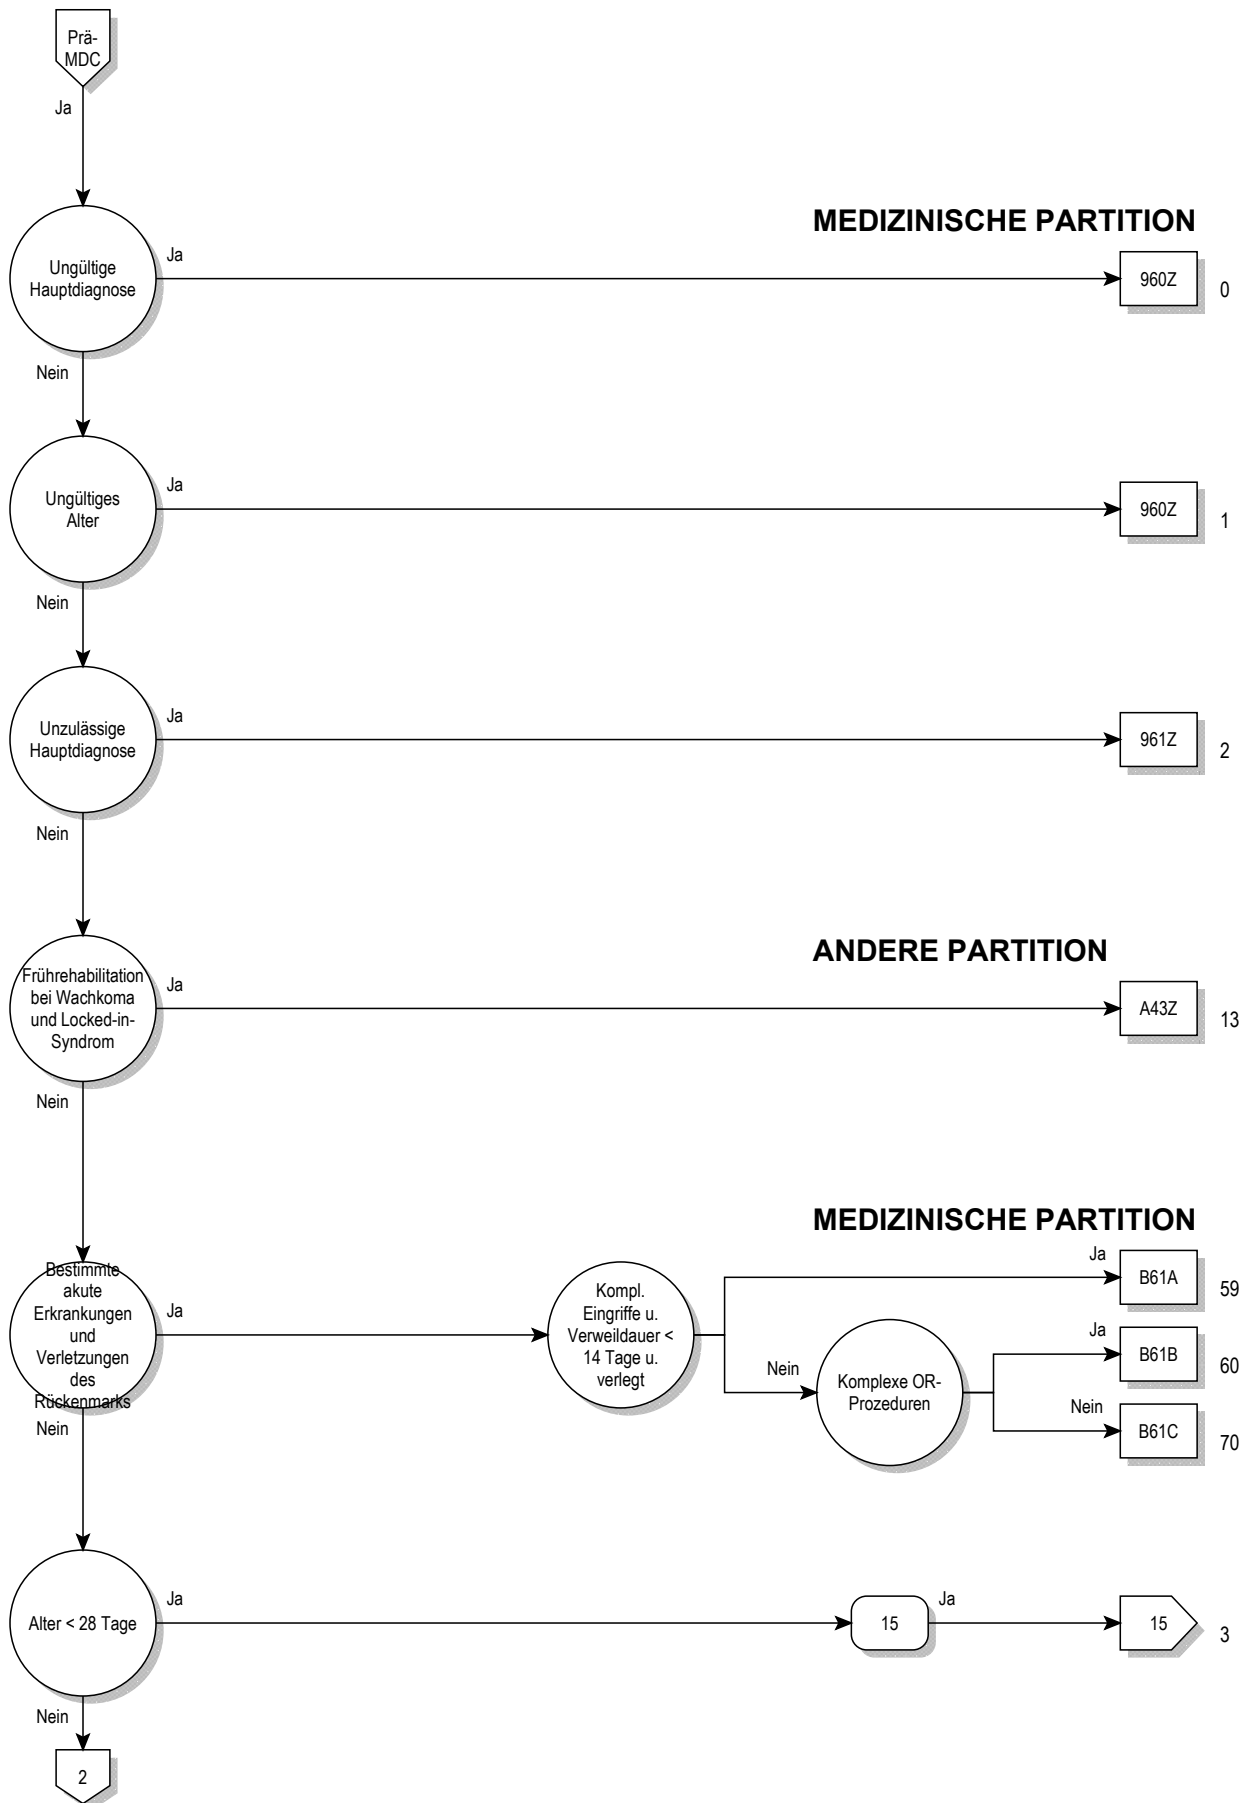 Prä-
MDC
Ja
MEDIZINISCHE PARTITION
Ungültige
Hauptdiagnose
Ja
960Z
0
Nein
Ungültiges
Alter
Ja
960Z
1
Nein
Unzulässige
Hauptdiagnose
Ja
961Z
2
Nein
ANDERE PARTITION
Frührehabilitation
bei Wachkoma
und Locked-in-
Syndrom
Ja
A43Z
13
Nein
MEDIZINISCHE PARTITION
Bestimmte
akute
Erkrankungen
und
Verletzungen
des
Rückenmarks
Ja
Kompl.
Eingriffe u.
Verweildauer <
14 Tage u.
verlegt
Ja
B61A
59
Nein
Komplexe OR-
Prozeduren
Ja
B61B
60
Nein
B61C
70
Nein
Alter < 28 Tage
Ja
15
Ja
15
3
Nein
2